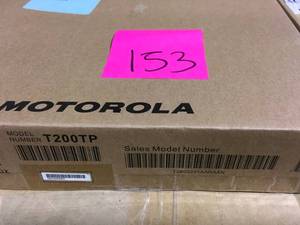 153
MOTOROLA
MODEL
NUMBER T200TP
Sales Model Number